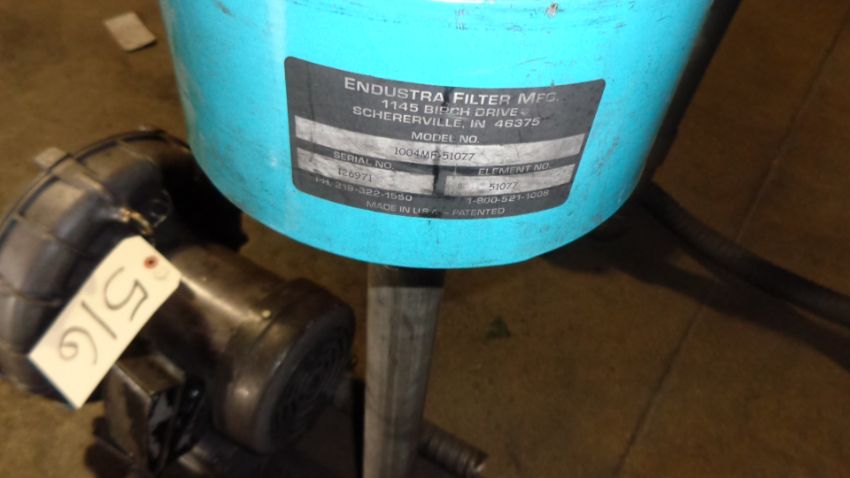 ENDUSTRA FILTER MFG.
1145 BIRCH DRIVE
SCHERERVILLE, IN 46375
MODEL NO.
1004MF-51077
SERIAL NO. ELEMENT NO.
126971 51077
PH. 219-322-1550 1-800-521-1008
MADE IN U.S.A. - PATENTED
516